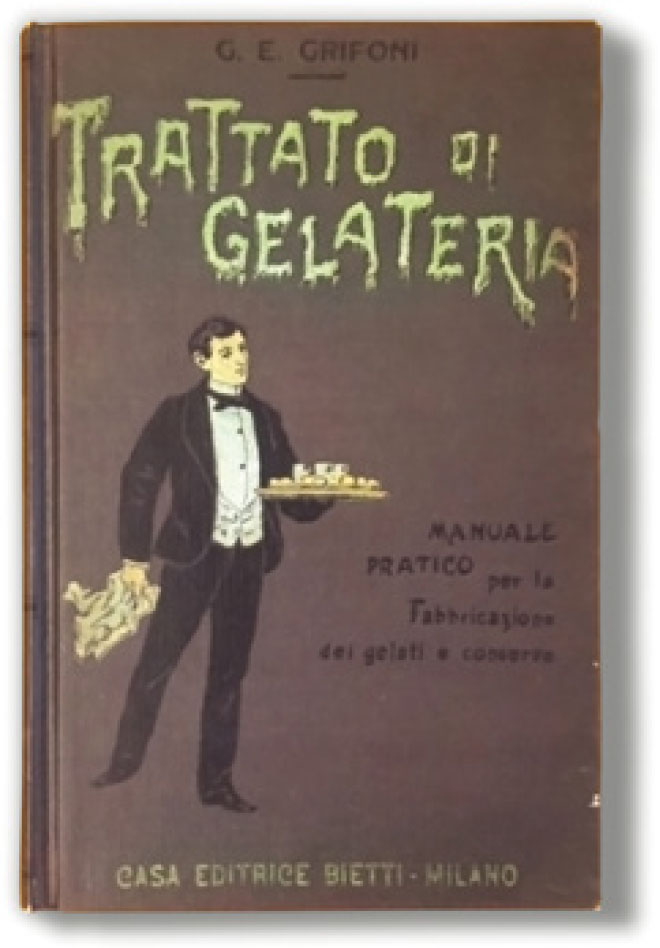 G. E. GRIFONI
TRATTATO DI
GELATERIA
MANUALE
PRATICO per la
Fabbricazione
dei gelati e conserve
CASA EDITRICE BIETTI - MILANO